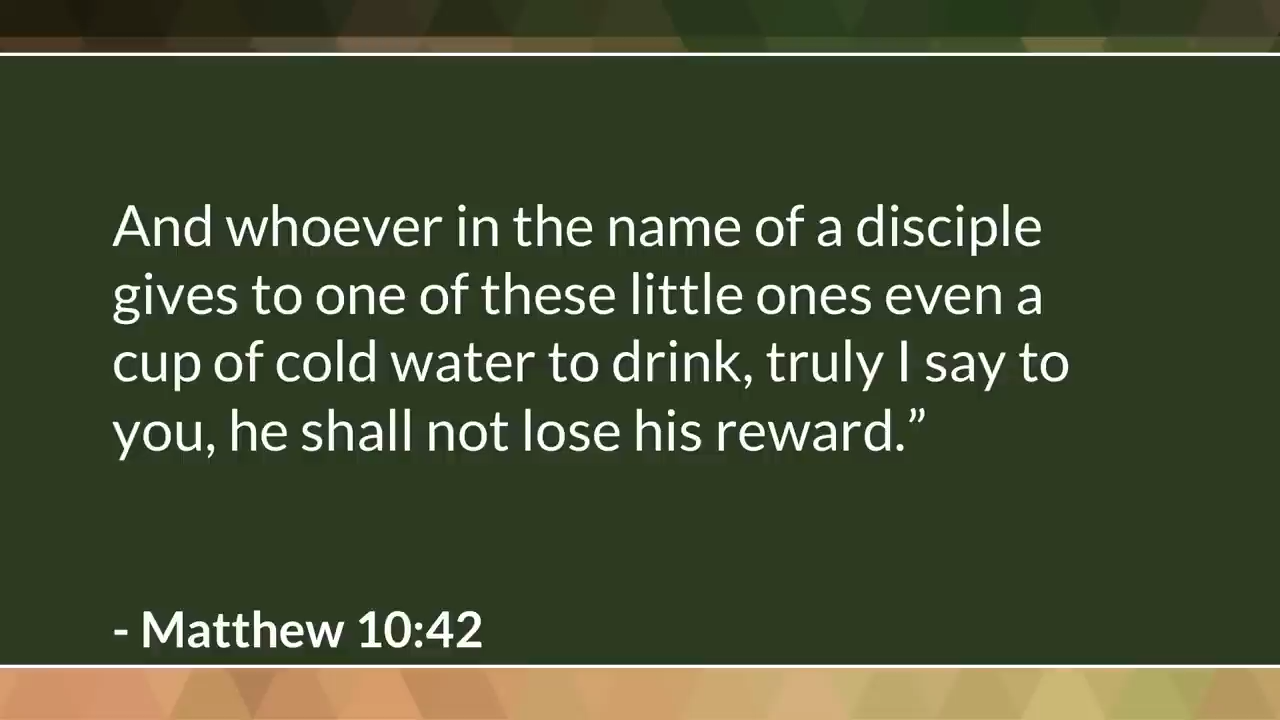 And whoever in the name of a disciple
gives to one of these little ones even a
cup of cold water to drink, truly I say to
you, he shall not lose his reward.”
- Matthew 10:42